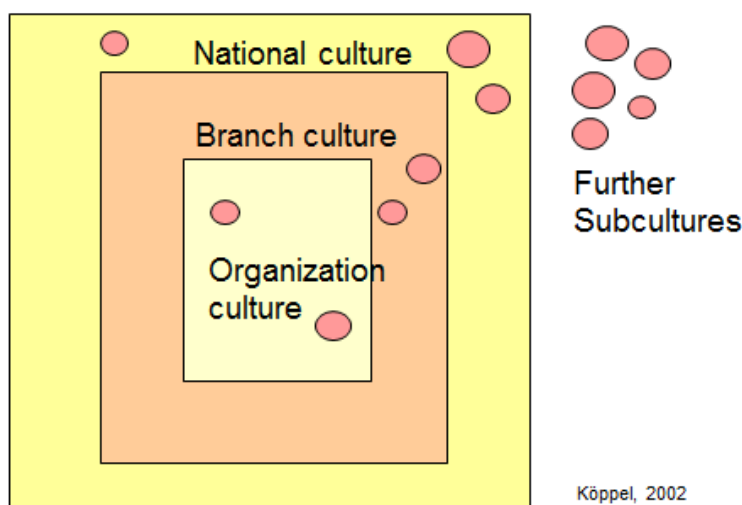 National culture
Branch culture
Organization
culture
Further
Subcultures
Köppel, 2002